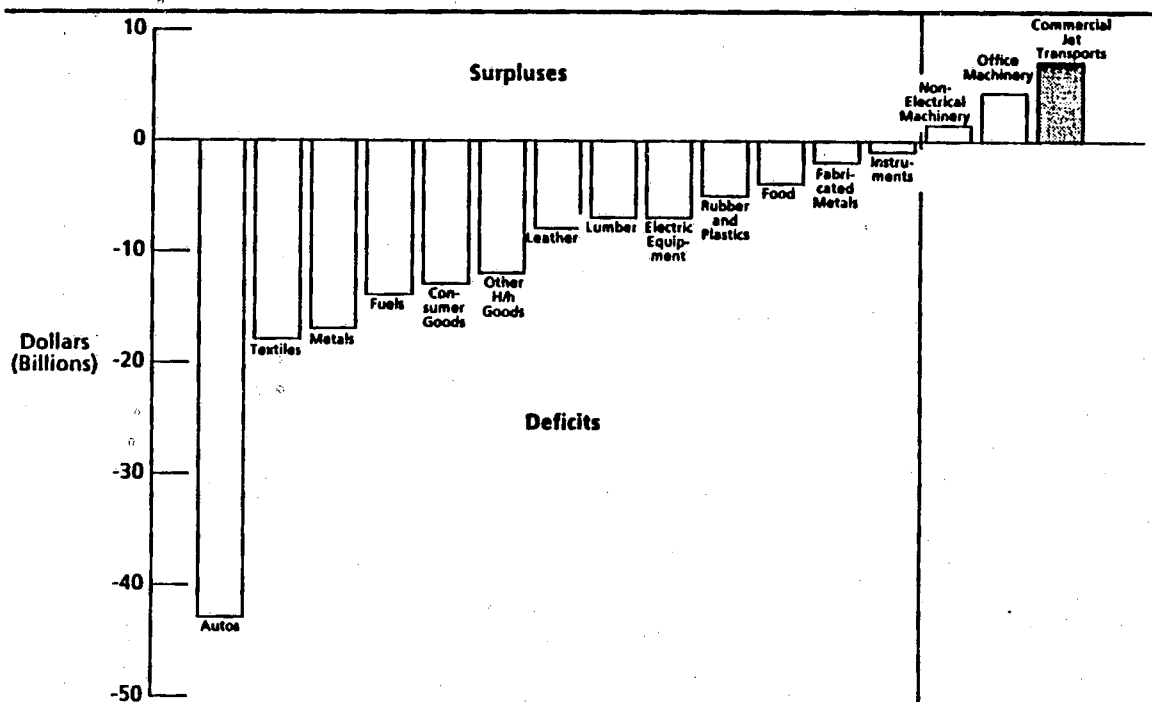 10
0
-10
-20
-30
-40
-50
Dollars
(Billions)
Surpluses
Deficits
Autos
Textiles
Metals
Fuels
Con-
sumer
Goods
Other
H/h
Goods
Leather
Lumber
Electric
Equip-
ment
Rubber
and
Plastics
Food
Fabri-
cated
Metals
Instru-
ments
Non-
Electrical
Machinery
Office
Machinery
Commercial
Jet
Transports